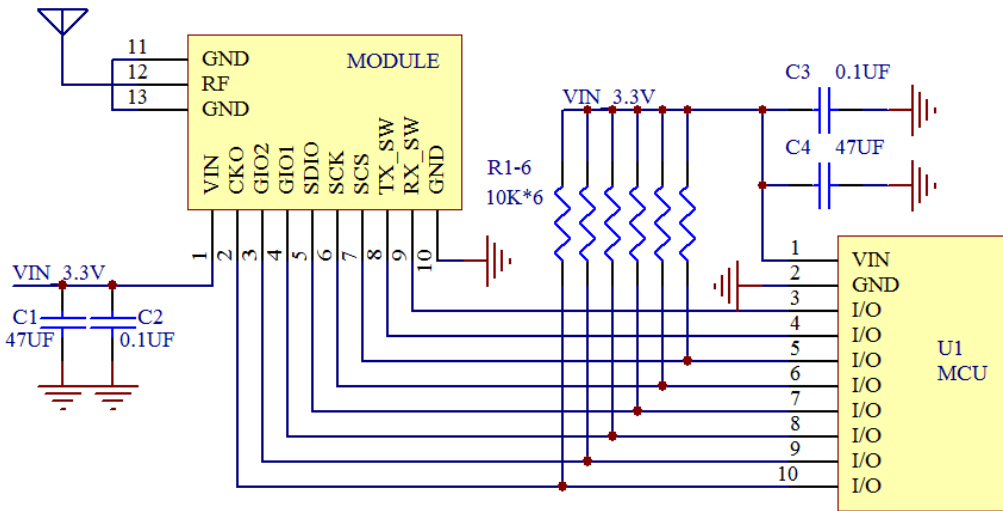 11 GND
12 RF
13 GND
MODULE
VIN
CKO
GIO2
GIO1
SDIO
SCK
SCS
TX_SW
RX_SW
GND
1
2
3
4
5
6
7
8
9
10
VIN_3.3V
C1
47UF
C2
0.1UF
VIN_3.3V
R1-6
10K*6
C3 0.1UF
C4 47UF
1 VIN
2 GND
3 I/O
4 I/O
5 I/O
6 I/O
7 I/O
8 I/O
9 I/O
10 I/O
U1
MCU